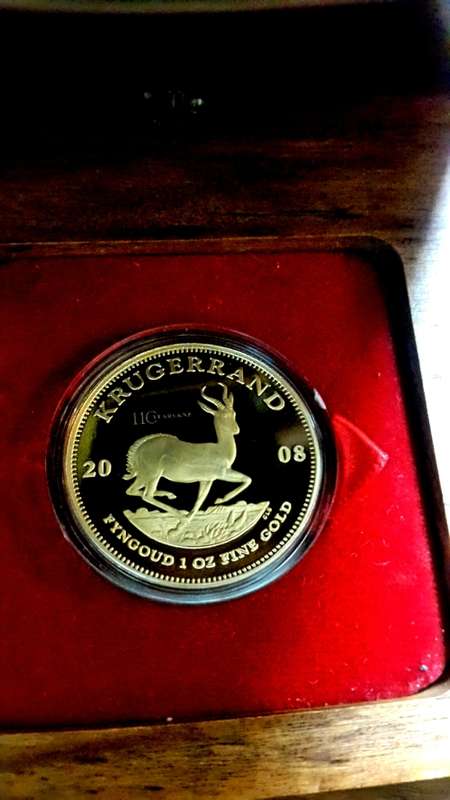 KRUGERRAND
20 08
FYNGOUD 1 OZ FINE GOLD